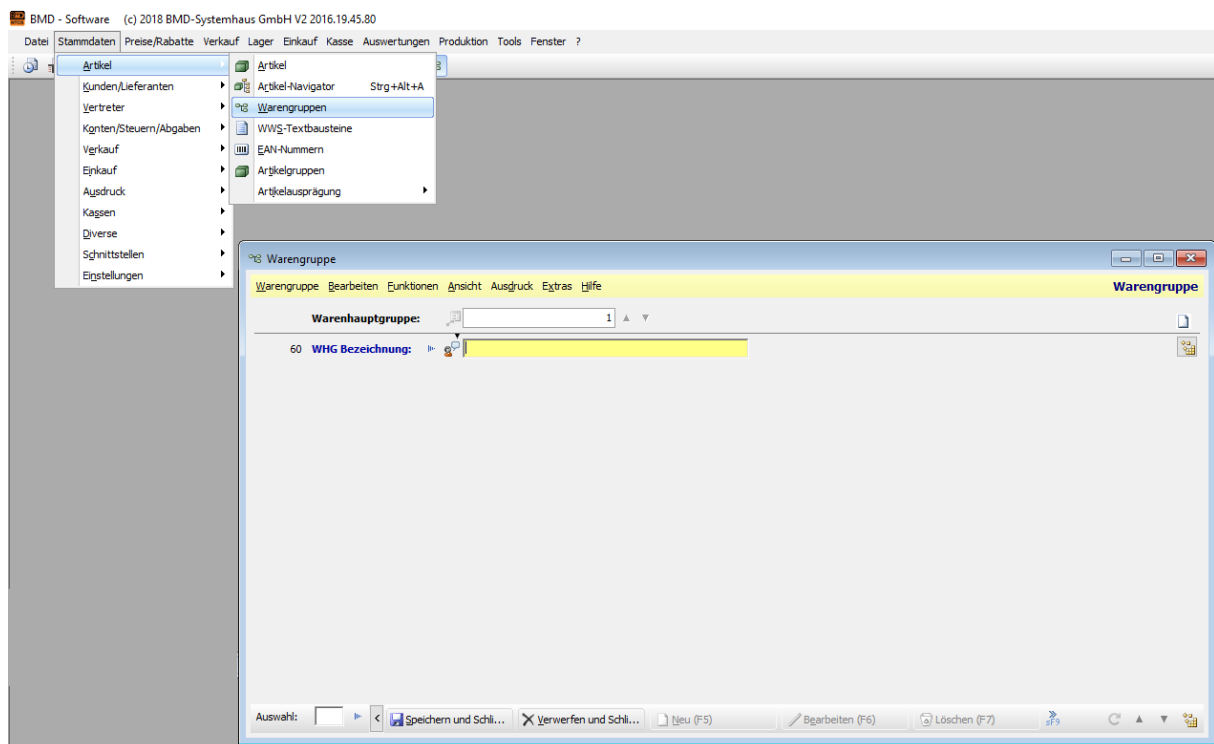 BMD - Software (c) 2018 BMD-Systemhaus GmbH V2 2016.19.45.80
Datei Stammdaten Preise/Rabatte Verkauf Lager Einkauf Kasse Auswertungen Produktion Tools Fenster ?
Artikel
Kunden/Lieferanten
Vertreter
Konten/Steuern/Abgaben
Verkauf
Einkauf
Ausdruck
Kassen
Diverse
Schnittstellen
Einstellungen
Artikel
Artikel-Navigator Strg+Alt+A
Warengruppen
WWS-Textbausteine
EAN-Nummern
Artikelgruppen
Artikelausprägung
Warengruppe
Warengruppe Bearbeiten Funktionen Ansicht Ausdruck Extras Hilfe Warengruppe
Warenhauptgruppe: 1
60 WHG Bezeichnung:
Auswahl: < Speichern und Schli... Verwerfen und Schli... Neu (F5) Bearbeiten (F6) Löschen (F7) sF9